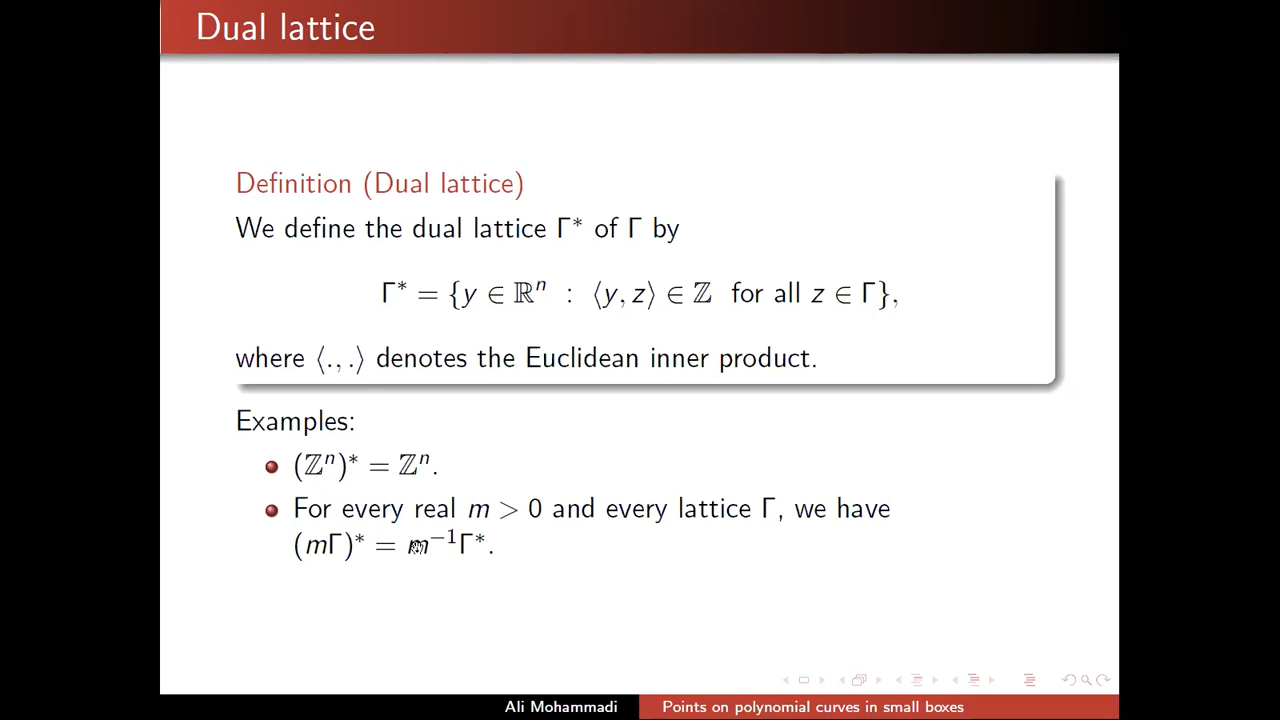 Dual lattice
Definition (Dual lattice)
We define the dual lattice Γ* of Γ by
Γ* = {y ∈ ℝⁿ : ⟨y, z⟩ ∈ ℤ for all z ∈ Γ},
where ⟨., .⟩ denotes the Euclidean inner product.
Examples:
(ℤⁿ)* = ℤⁿ.
For every real m > 0 and every lattice Γ, we have
(mΓ)* = m⁻¹Γ*.
Ali Mohammadi
Points on polynomial curves in small boxes